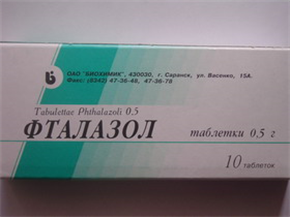 ОАО "БИОХИМИК", 430030, г. Саранск, ул. Васенко, 15А.
Факс: (8342) 47-36-48, 47-36-78
Tabulettae Phthalazoli 0.5
ФТАЛАЗОЛ таблетки 0,5 г
10 таблеток